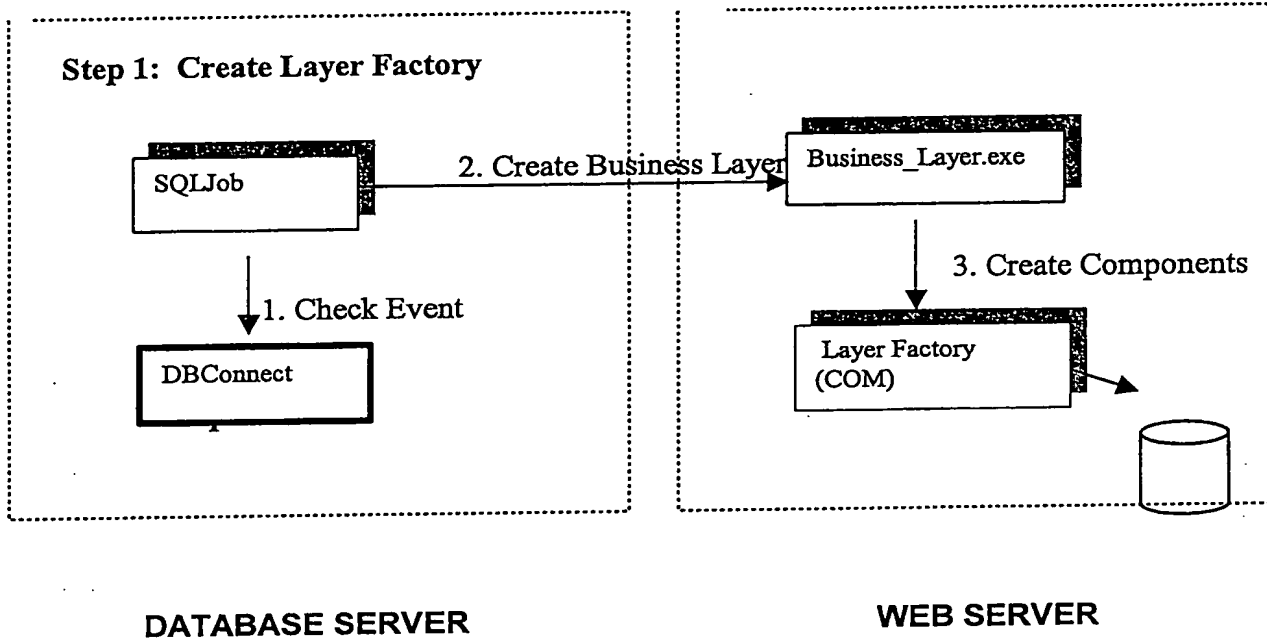 Step 1: Create Layer Factory
SQLJob
2. Create Business Layer
Business_Layer.exe
1. Check Event
3. Create Components
DBConnect
Layer Factory
(COM)
DATABASE SERVER
WEB SERVER